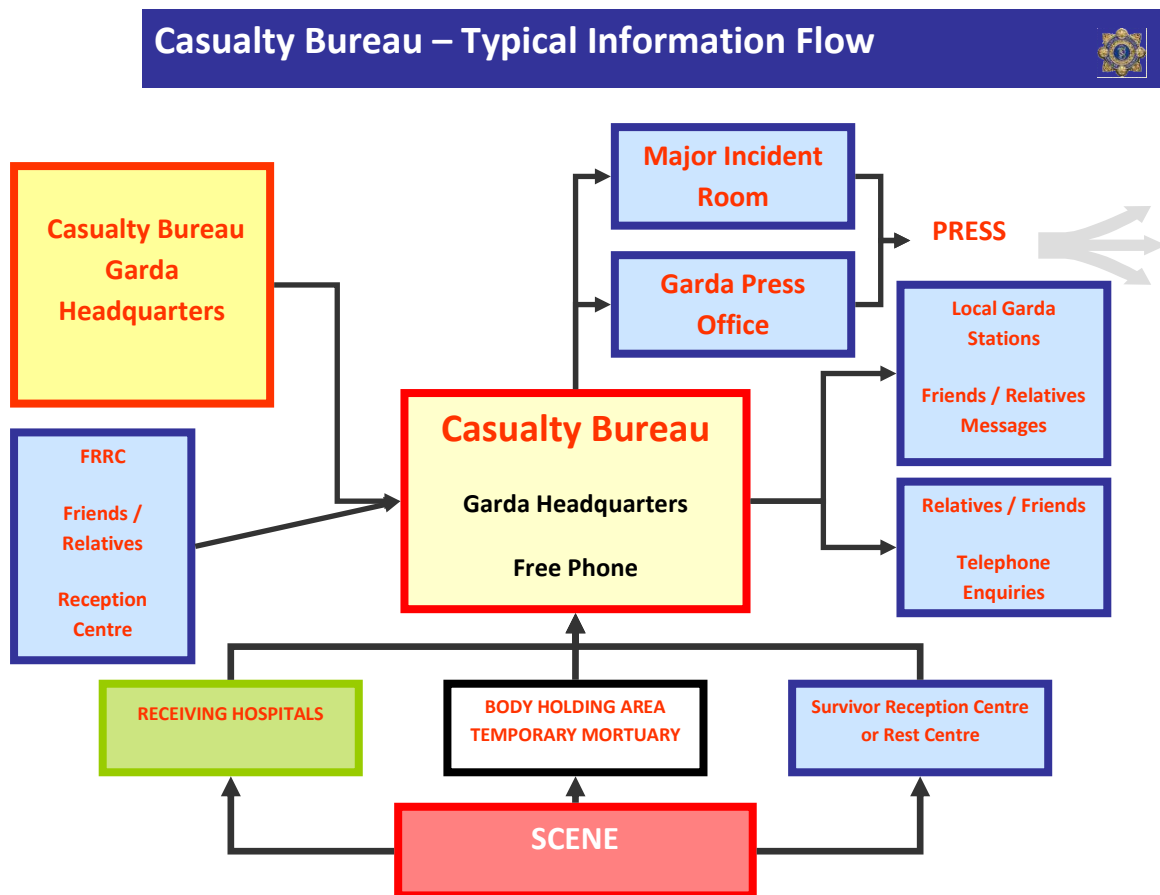 Casualty Bureau – Typical Information Flow
Major Incident
Room
Casualty Bureau
Garda
Headquarters
PRESS
Garda Press
Office
Local Garda
Stations
Friends / Relatives
Messages
Casualty Bureau
Garda Headquarters
Free Phone
FRRC
Friends /
Relatives
Reception
Centre
Relatives / Friends
Telephone
Enquiries
RECEIVING HOSPITALS
BODY HOLDING AREA
TEMPORARY MORTUARY
Survivor Reception Centre
or Rest Centre
SCENE